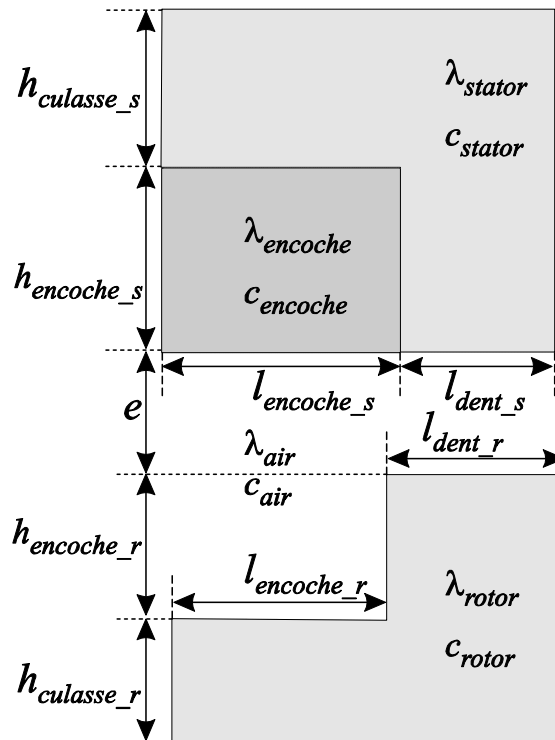 h_culasse_s
λ_stator
c_stator
h_encoche_s
λ_encoche
c_encoche
e
l_encoche_s
l_dent_s
l_dent_r
λ_air
c_air
h_encoche_r
l_encoche_r
λ_rotor
c_rotor
h_culasse_r